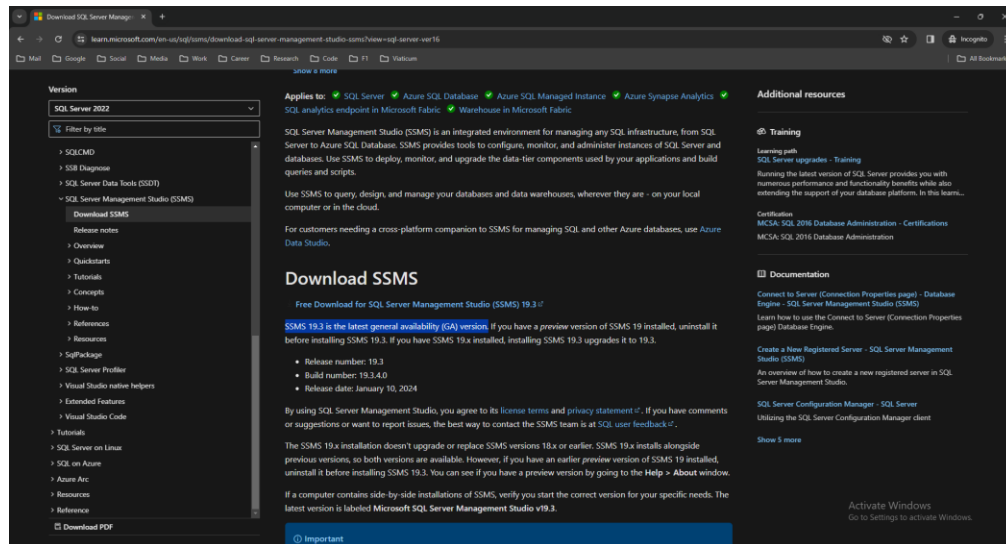 Download SQL Server Manage
learn.microsoft.com/en-us/sql/ssms/download-sql-server-management-studio-ssms?view=sql-server-ver16
Incognito
Mail Google Social Media Work Career Research Code F1 Viaticum
All Bookmark
Version
SQL Server 2022
Filter by title
> SQLCMD
> SSB Diagnose
> SQL Server Data Tools (SSDT)
SQL Server Management Studio (SSMS)
Download SSMS
Release notes
> Overview
> Quickstarts
> Tutorials
> Concepts
> How-to
> References
> Resources
> SqlPackage
> SQL Server Profiler
> Visual Studio native helpers
> Extended Features
> Visual Studio Code
> Tutorials
> SQL Server on Linux
> SQL on Azure
> Azure Arc
> Resources
> Reference
Download PDF
Show 8 more
Applies to: SQL Server Azure SQL Database Azure SQL Managed Instance Azure Synapse Analytics
SQL analytics endpoint in Microsoft Fabric Warehouse in Microsoft Fabric
SQL Server Management Studio (SSMS) is an integrated environment for managing any SQL infrastructure, from SQL
Server to Azure SQL Database. SSMS provides tools to configure, monitor, and administer instances of SQL Server and
databases. Use SSMS to deploy, monitor, and upgrade the data-tier components used by your applications and build
queries and scripts.
Use SSMS to query, design, and manage your databases and data warehouses, wherever they are - on your local
computer or in the cloud.
For customers needing a cross-platform companion to SSMS for managing SQL and other Azure databases, use Azure
Data Studio.
Download SSMS
Free Download for SQL Server Management Studio (SSMS) 19.3
SSMS 19.3 is the latest general availability (GA) version. If you have a preview version of SSMS 19 installed, uninstall it
before installing SSMS 19.3. If you have SSMS 19.x installed, installing SSMS 19.3 upgrades it to 19.3.
• Release number: 19.3
• Build number: 19.3.4.0
• Release date: January 10, 2024
By using SQL Server Management Studio, you agree to its license terms and privacy statement. If you have comments
or suggestions or want to report issues, the best way to contact the SSMS team is at SQL user feedback.
The SSMS 19.x installation doesn't upgrade or replace SSMS versions 18.x or earlier. SSMS 19.x installs alongside
previous versions, so both versions are available. However, if you have an earlier preview version of SSMS 19 installed,
uninstall it before installing SSMS 19.3. You can see if you have a preview version by going to the Help > About window.
If a computer contains side-by-side installations of SSMS, verify you start the correct version for your specific needs. The
latest version is labeled Microsoft SQL Server Management Studio v19.3.
Important
Additional resources
Training
Learning path
SQL Server upgrades - Training
Running the latest version of SQL Server provides you with
numerous performance and functionality benefits while also
extending the support of your database platform. In this learni...
Certification
MCSA: SQL 2016 Database Administration - Certifications
MCSA: SQL 2016 Database Administration
Documentation
Connect to Server (Connection Properties page) - Database
Engine - SQL Server Management Studio (SSMS)
Learn how to use the Connect to Server (Connection Properties
page) Database Engine.
Create a New Registered Server - SQL Server Management
Studio (SSMS)
An overview of how to create a new registered server in SQL
Server Management Studio.
SQL Server Configuration Manager - SQL Server
Utilizing the SQL Server Configuration Manager client
Show 5 more
Activate Windows
Go to Settings to activate Windows.